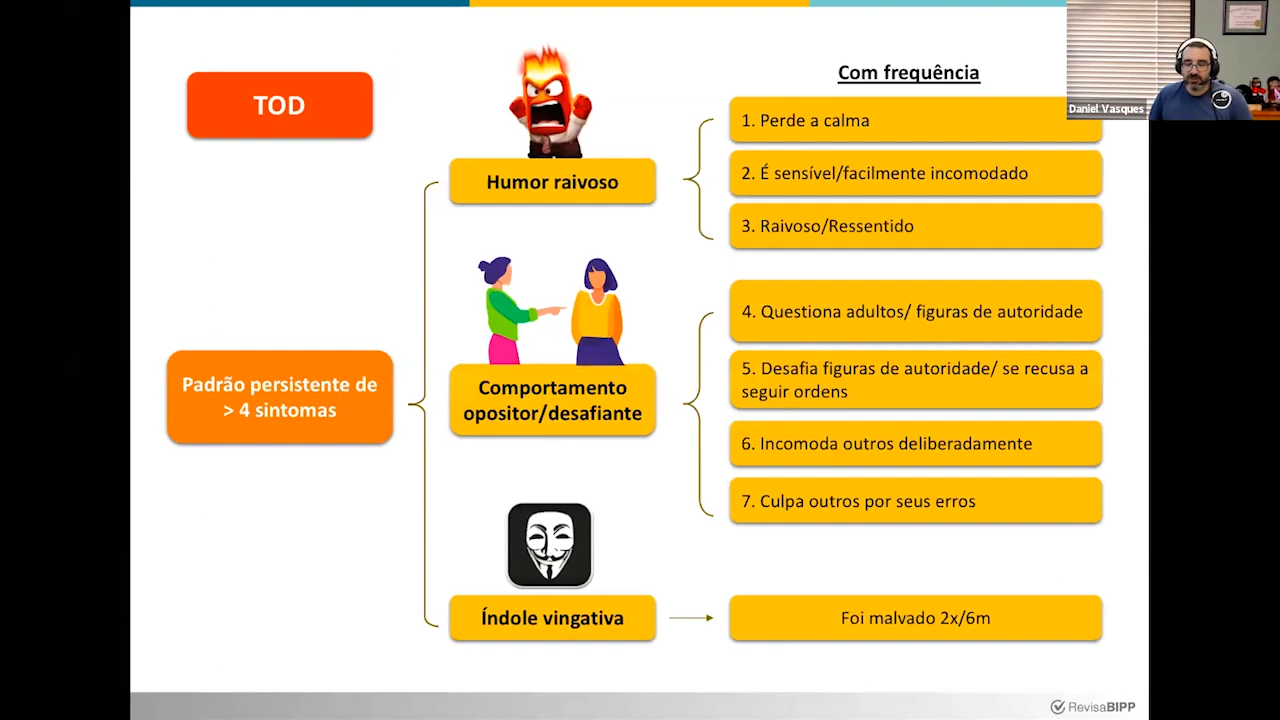 TOD
Com frequência
Daniel Vasques
Humor raivoso
1. Perde a calma
2. É sensível/facilmente incomodado
3. Raivoso/Ressentido
Padrão persistente de
> 4 sintomas
Comportamento
opositor/desafiante
4. Questiona adultos/ figuras de autoridade
5. Desafia figuras de autoridade/ se recusa a
seguir ordens
6. Incomoda outros deliberadamente
7. Culpa outros por seus erros
Índole vingativa
Foi malvado 2x/6m
RevisaBIPP